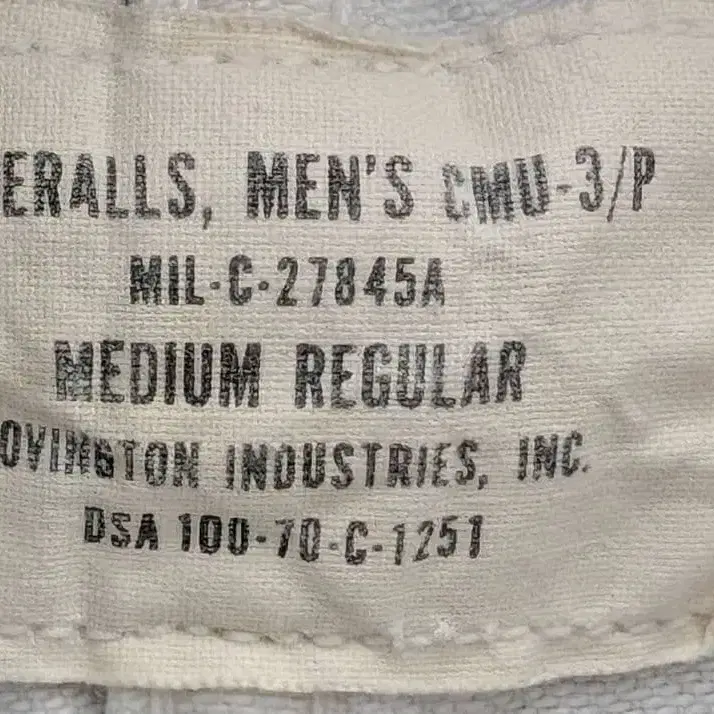 ERALLS, MEN'S CMU-3/P
MIL-C-27845A
MEDIUM REGULAR
OVINGTON INDUSTRIES, INC.
DSA 100-70-C-1251